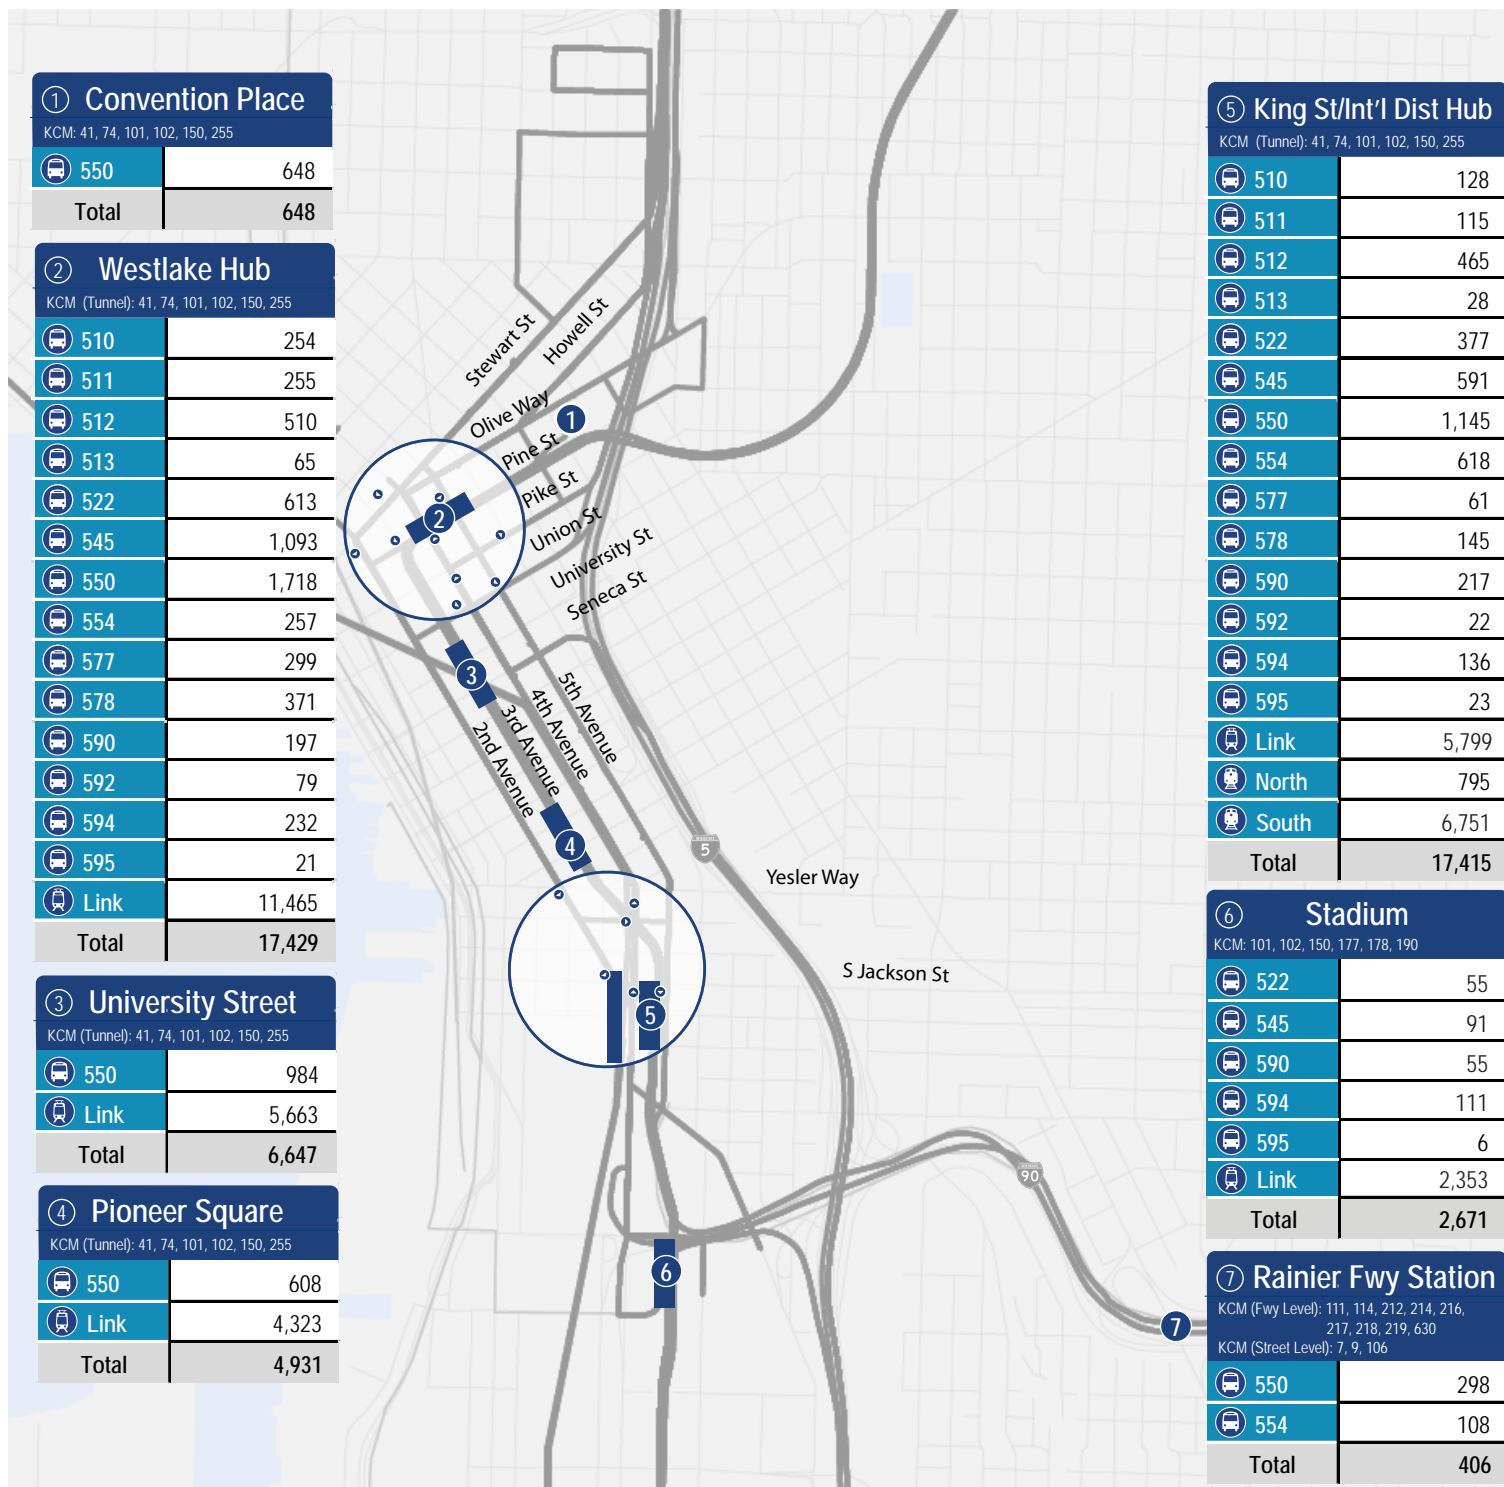 ① Convention Place
KCM: 41, 74, 101, 102, 150, 255
550 648
Total 648
② Westlake Hub
KCM (Tunnel): 41, 74, 101, 102, 150, 255
510 254
511 255
512 510
513 65
522 613
545 1,093
550 1,718
554 257
577 299
578 371
590 197
592 79
594 232
595 21
Link 11,465
Total 17,429
③ University Street
KCM (Tunnel): 41, 74, 101, 102, 150, 255
550 984
Link 5,663
Total 6,647
④ Pioneer Square
KCM (Tunnel): 41, 74, 101, 102, 150, 255
550 608
Link 4,323
Total 4,931
Stewart St
Howell St
Olive Way
1
Pine St
Pike St
2
Union St
University St
Seneca St
3
5th Avenue
4th Avenue
3rd Avenue
2nd Avenue
4
5
Yesler Way
S Jackson St
5
90
6
7
⑤ King St/Int'l Dist Hub
KCM (Tunnel): 41, 74, 101, 102, 150, 255
510 128
511 115
512 465
513 28
522 377
545 591
550 1,145
554 618
577 61
578 145
590 217
592 22
594 136
595 23
Link 5,799
North 795
South 6,751
Total 17,415
⑥ Stadium
KCM: 101, 102, 150, 177, 178, 190
522 55
545 91
590 55
594 111
595 6
Link 2,353
Total 2,671
⑦ Rainier Fwy Station
KCM (Fwy Level): 111, 114, 212, 214, 216,
217, 218, 219, 630
KCM (Street Level): 7, 9, 106
550 298
554 108
Total 406